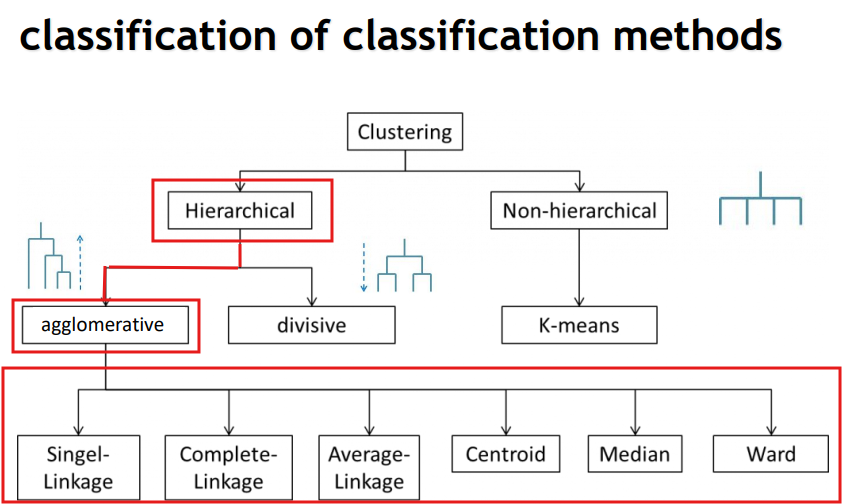 classification of classification methods
Clustering
Hierarchical
Non-hierarchical
agglomerative
divisive
K-means
Singel-
Linkage
Complete-
Linkage
Average-
Linkage
Centroid
Median
Ward